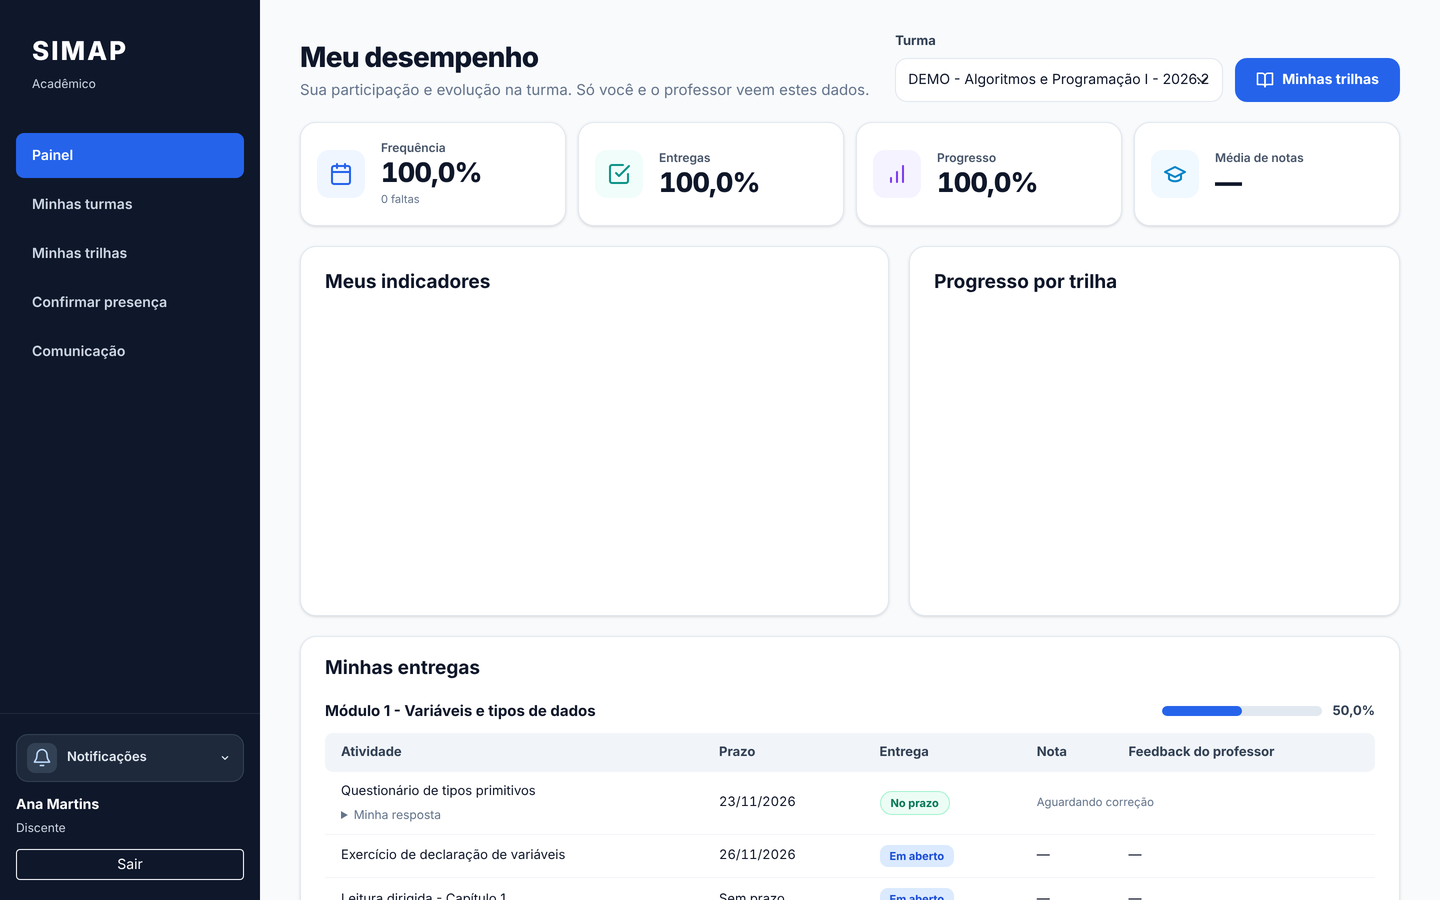 SIMAP
Acadêmico
Painel
Minhas turmas
Minhas trilhas
Confirmar presença
Comunicação
Notificações
Ana Martins
Discente
Sair
Meu desempenho
Sua participação e evolução na turma. Só você e o professor veem estes dados.
Turma
DEMO - Algoritmos e Programação I - 2026.2
Minhas trilhas
Frequência
100,0%
0 faltas
Entregas
100,0%
Progresso
100,0%
Média de notas
—
Meus indicadores
Progresso por trilha
Minhas entregas
Módulo 1 - Variáveis e tipos de dados
50,0%
Atividade Prazo Entrega Nota Feedback do professor
Questionário de tipos primitivos 23/11/2026 No prazo Aguardando correção
Minha resposta
Exercício de declaração de variáveis 26/11/2026 Em aberto — —
Leitura dirigida - Capítulo 1 Sem prazo Em aberto — —